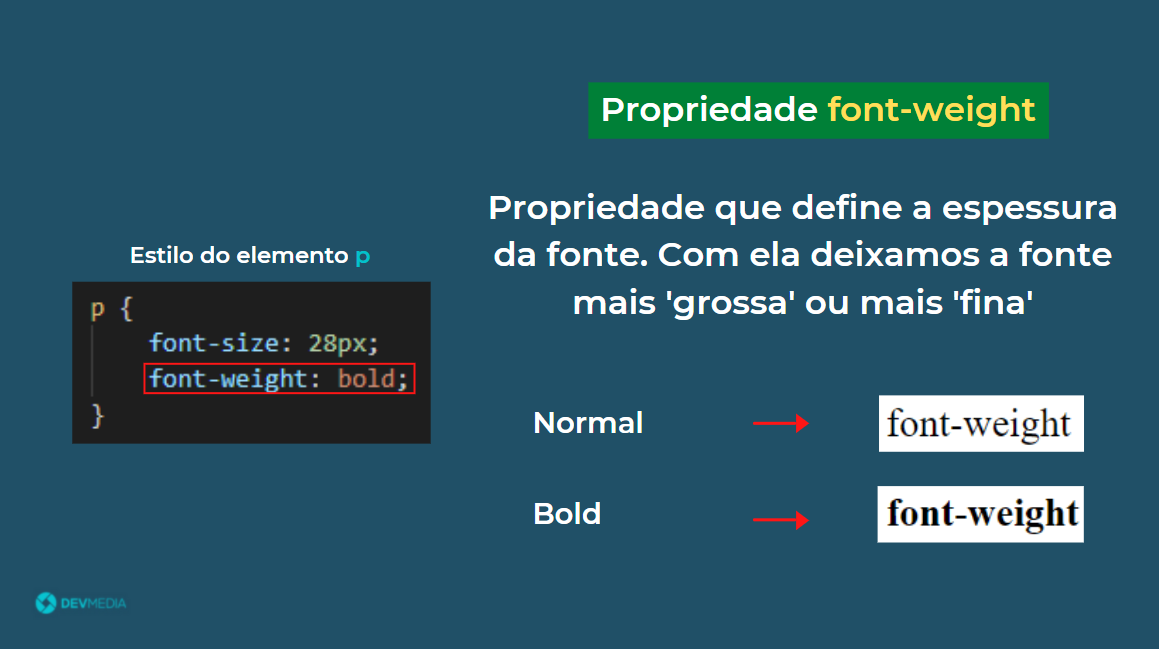 Propriedade font-weight
Propriedade que define a espessura
da fonte. Com ela deixamos a fonte
mais 'grossa' ou mais 'fina'
Estilo do elemento p
p {
font-size: 28px;
font-weight: bold;
}
Normal
font-weight
Bold
font-weight
DEVMEDIA